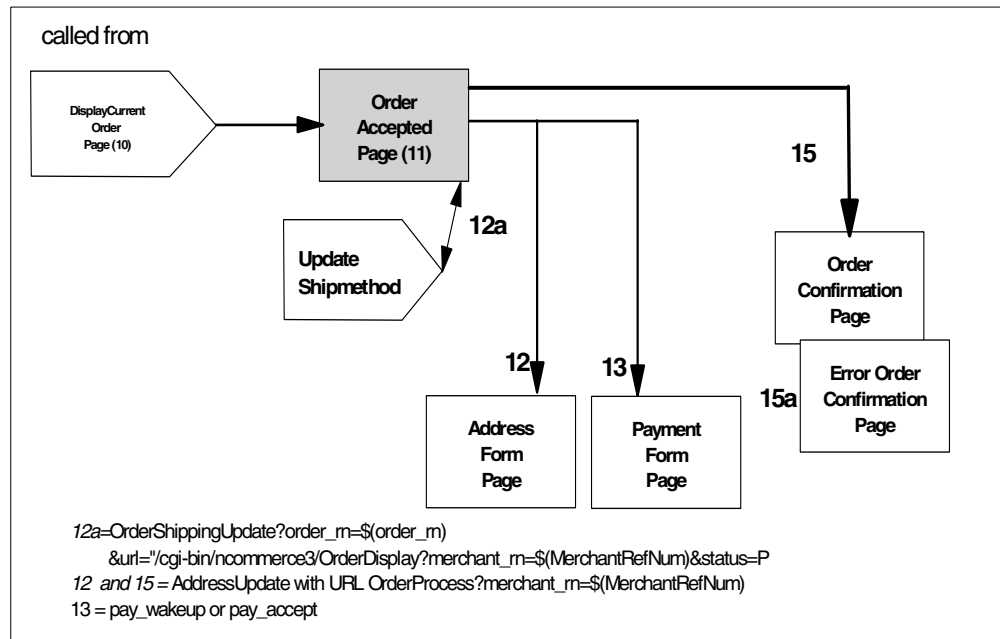 called from
DisplayCurrent
Order
Page (10)
Order
Accepted
Page (11)
15
12a
Update
Shipmethod
Order
Confirmation
Page
12
13
15a
Error Order
Confirmation
Page
Address
Form
Page
Payment
Form
Page
12a=OrderShippingUpdate?order_rn=$(order_rn)
&url="/cgi-bin/ncommerce3/OrderDisplay?merchant_rn=$(MerchantRefNum)&status=P
12 and 15 = AddressUpdate with URL OrderProcess?merchant_rn=$(MerchantRefNum)
13 = pay_wakeup or pay_accept